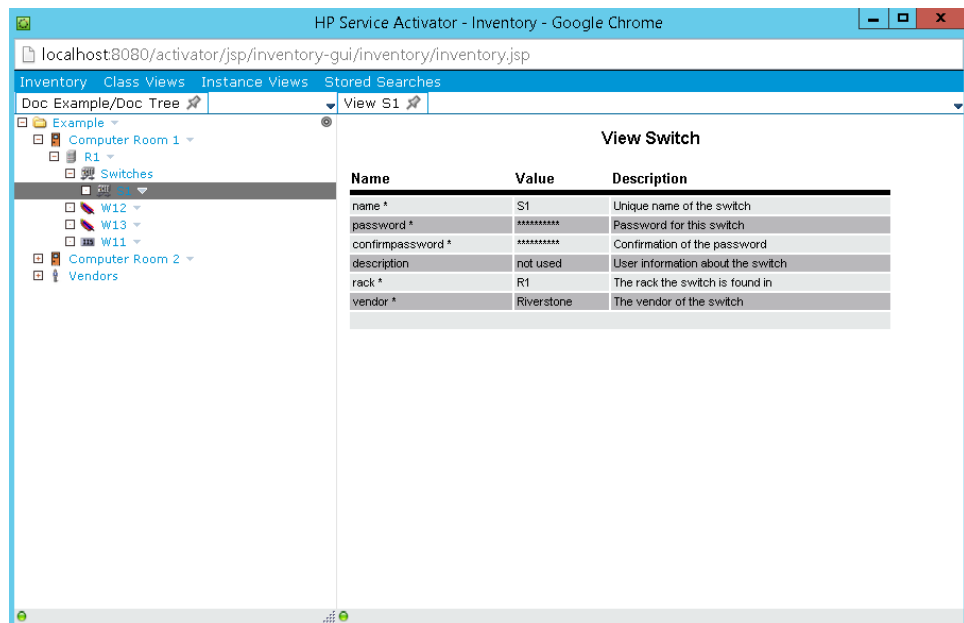 HP Service Activator - Inventory - Google Chrome
localhost:8080/activator/jsp/inventory-gui/inventory/inventory.jsp
Inventory Class Views Instance Views Stored Searches
Doc Example/Doc Tree View S1
Example
Computer Room 1
R1
Switches
S1
W12
W13
W11
Computer Room 2
Vendors
View Switch
Name Value Description
name * S1 Unique name of the switch
password * ********** Password for this switch
confirmpassword * ********** Confirmation of the password
description not used User information about the switch
rack * R1 The rack the switch is found in
vendor * Riverstone The vendor of the switch